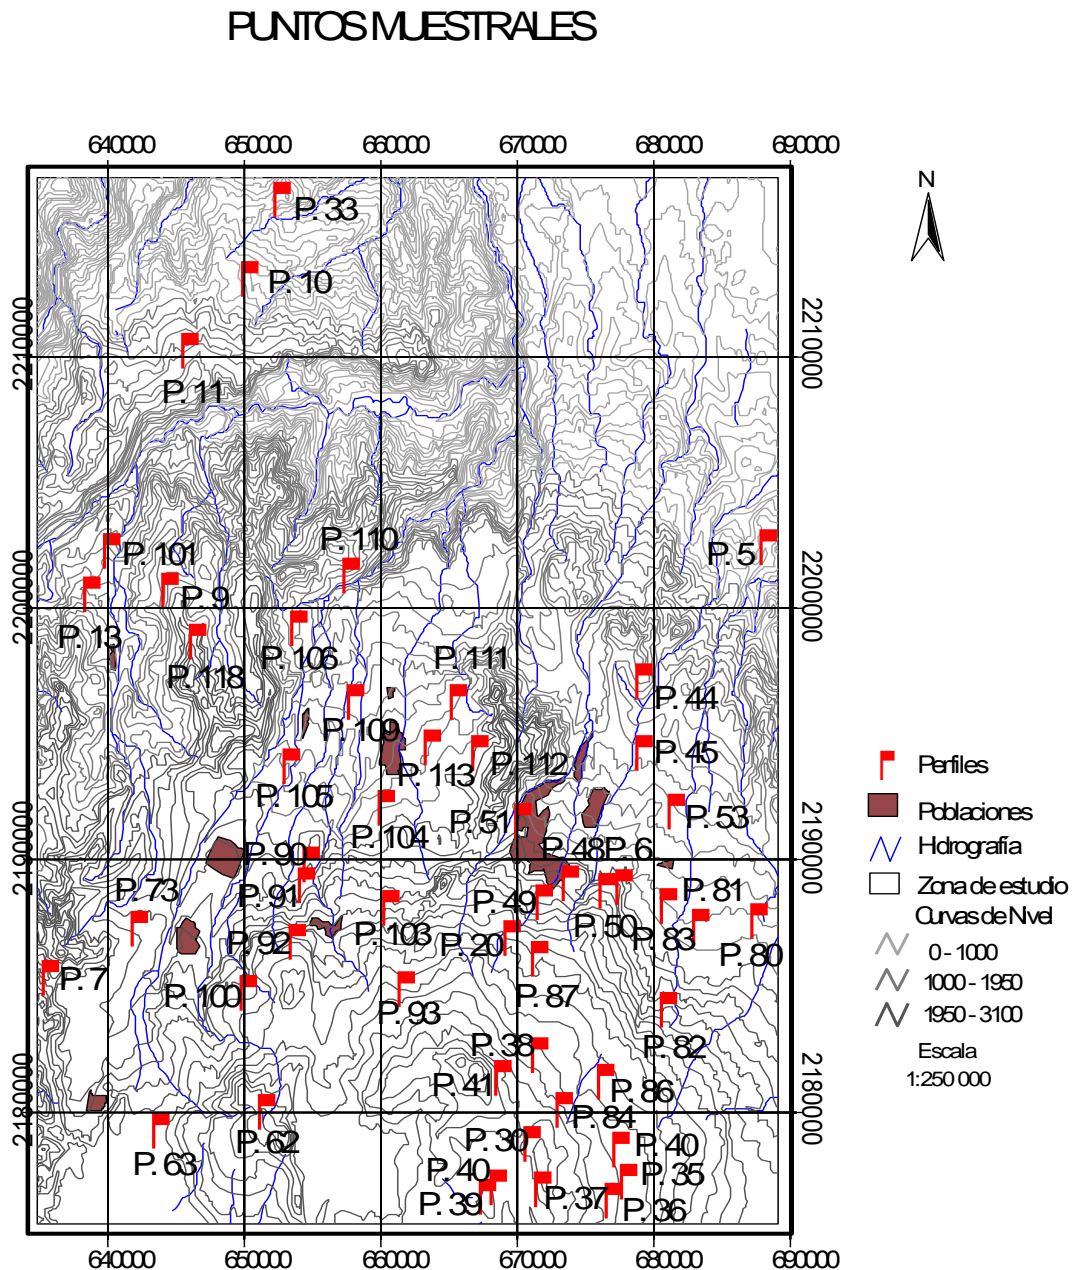 PUNTOS MUESTRALES
640000 650000 660000 670000 680000 690000
N
P. 33
P. 10
2210000 2210000
P. 11
P. 110
P. 101 P. 5
P. 9
2200000 2200000
P. 13
P. 106 P. 111
P. 118
P. 44
P. 109
P. 112 P. 45
Perfiles
P. 113
P. 105
Poblaciones
P. 51 P. 53
P. 104
Hdrografía
P. 90 P. 48 P. 6
2190000 2190000
Zona de estudio
P. 73 P. 91 P. 81
P. 49
Curvas de Nvel
P. 50
P. 103 P. 83
P. 92 P. 20
0 - 1000
P. 80
P. 7
1000 - 1950
P. 100 P. 87
P. 93
1950 - 3100
P. 38 P. 82
Escala
1:250 000
P. 41 P. 86
2180000 2180000
P. 84
P. 62 P. 30 P. 40
P. 63
P. 40 P. 35
P. 39 P. 37 P. 36
640000 650000 660000 670000 680000 690000